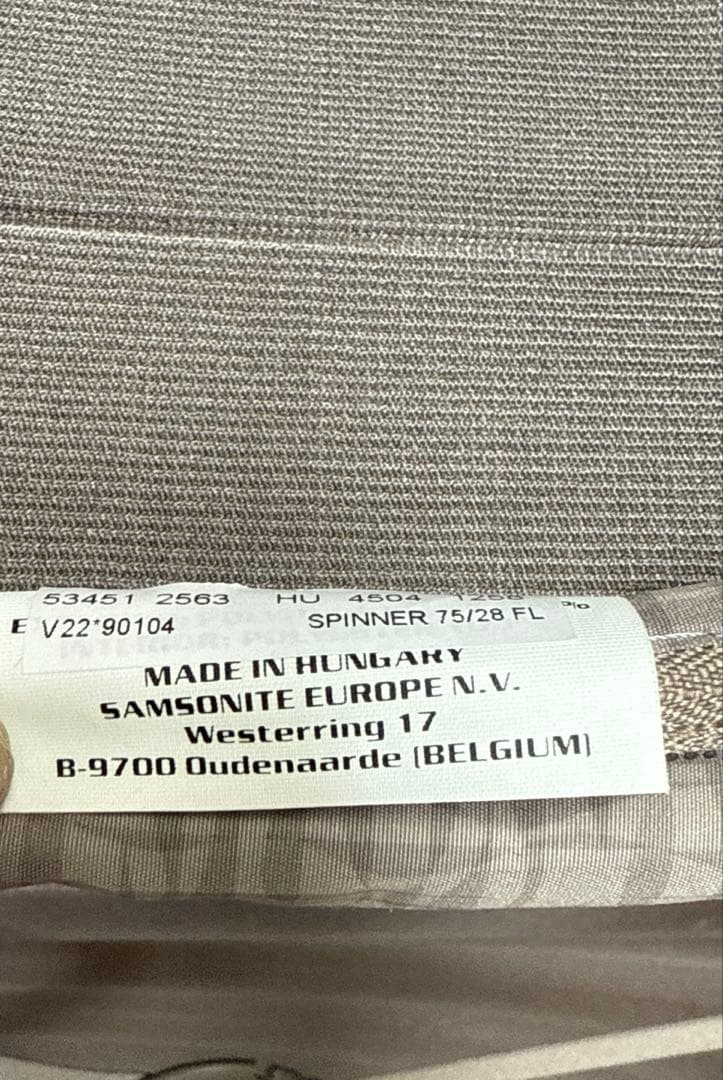 53451 2563 HU 4504
E V22*90104 SPINNER 75/28 FL
MADE IN HUNGARY
SAMSONITE EUROPE N.V.
Westerring 17
B-9700 Oudenaarde (BELGIUM)